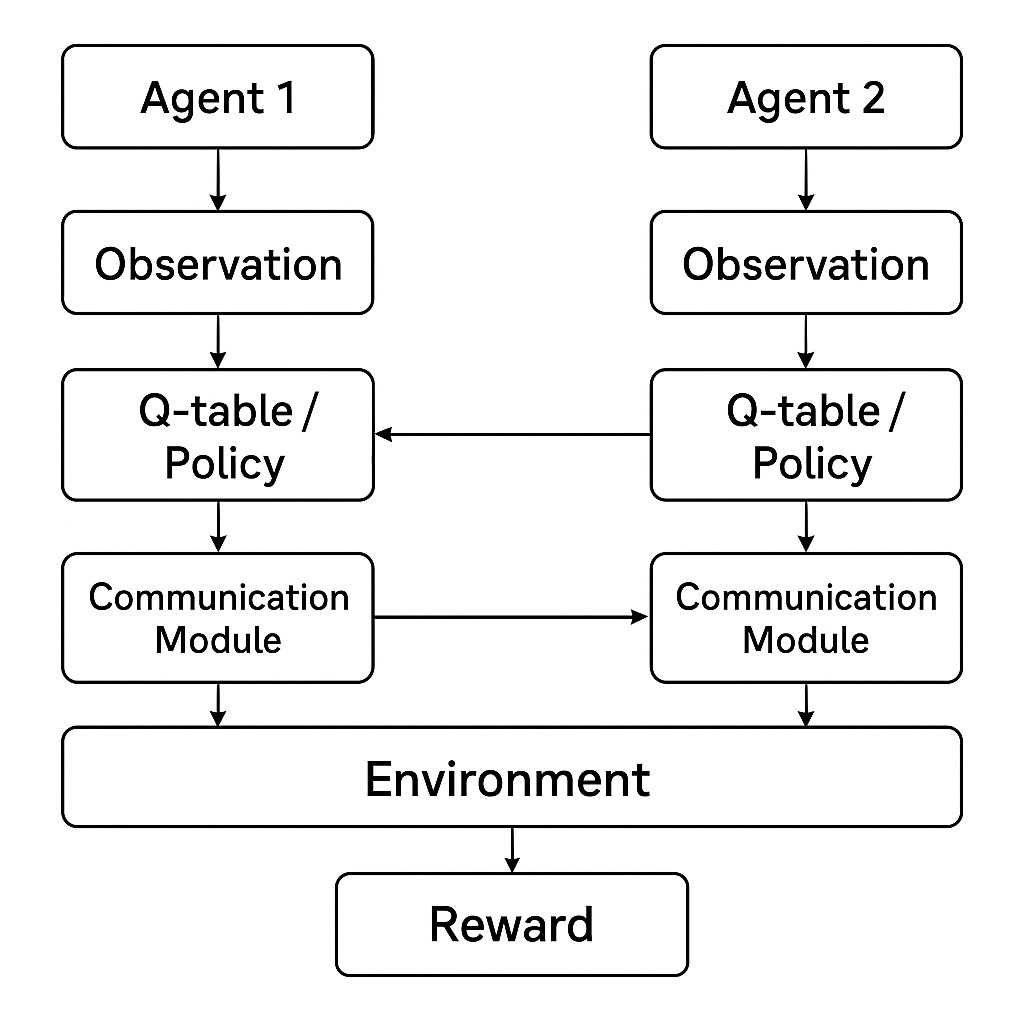 Agent 1
Agent 2
Observation
Observation
Q-table /
Policy
Q-table /
Policy
Communication
Module
Communication
Module
Environment
Reward